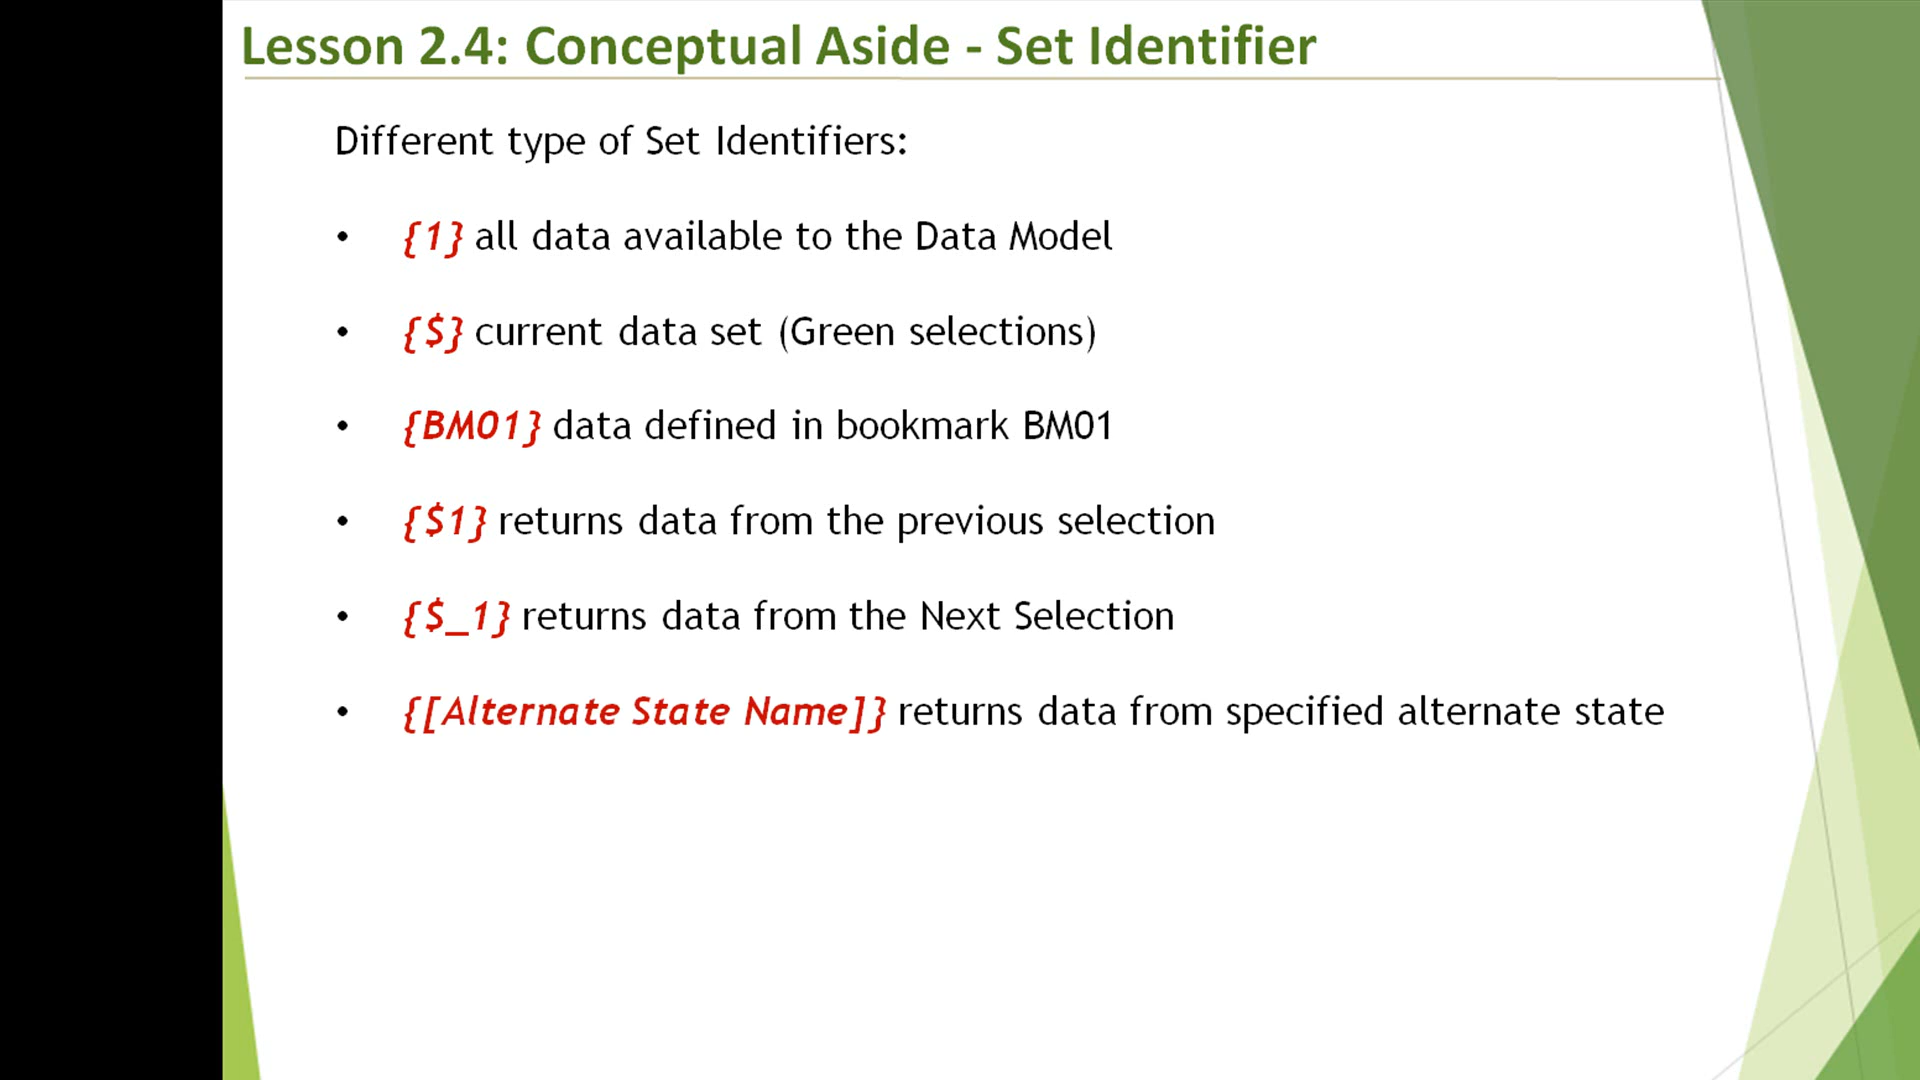 Lesson 2.4: Conceptual Aside - Set Identifier
Different type of Set Identifiers:
• {1} all data available to the Data Model
• {$} current data set (Green selections)
• {BM01} data defined in bookmark BM01
• {$1} returns data from the previous selection
• {$_1} returns data from the Next Selection
• {[Alternate State Name]} returns data from specified alternate state